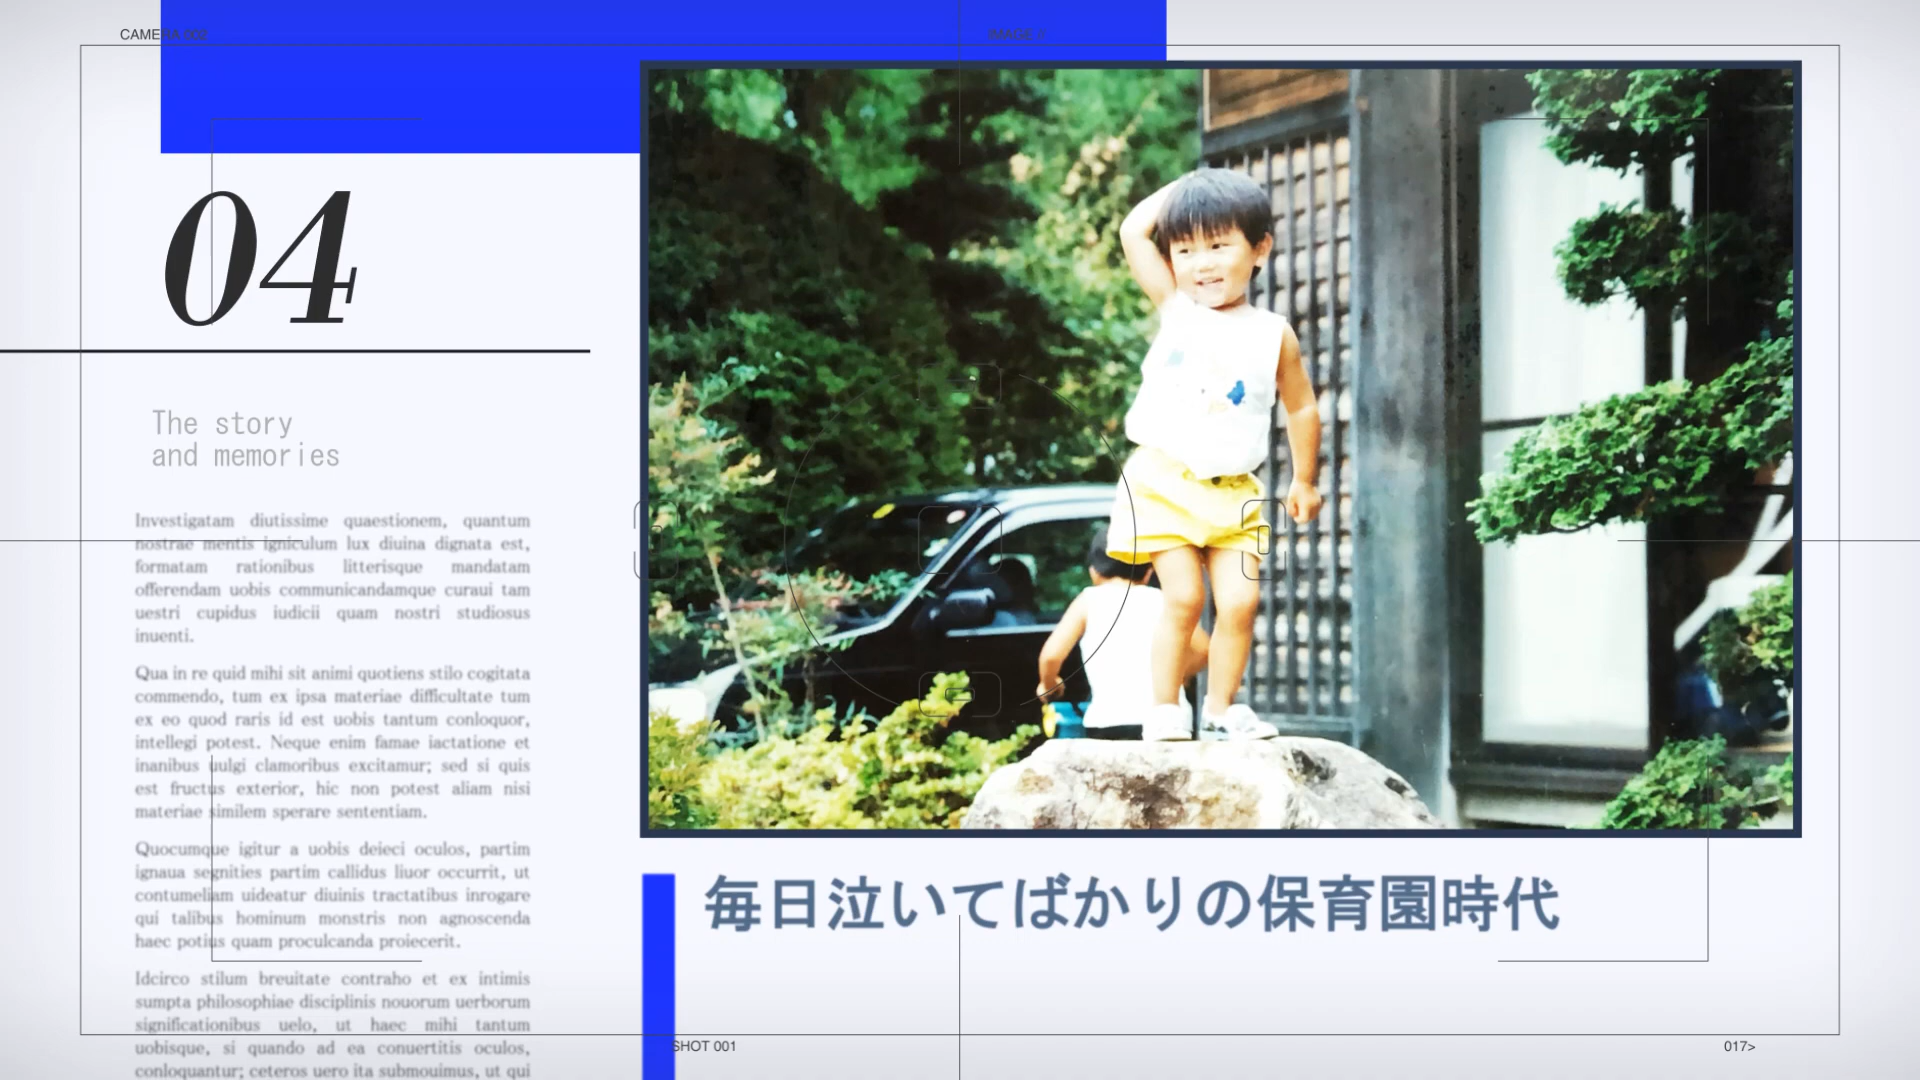 CAMERA 002
IMAGE //
04
The story
and memories
Investigatam diutissime quaestionem, quantum
nostrae mentis igniculum lux diuina dignata est,
formatam rationibus litterisque mandatam
offerendam uobis communicandamque curaui tam
uestri cupidus iudicii quam nostri studiosus
inuenti.
Qua in re quid mihi sit animi quotiens stilo cogitata
commendo, tum ex ipsa materiae difficultate tum
ex eo quod raris id est uobis tantum conloquor,
intellegi potest. Neque enim famae iactatione et
inanibus uulgi clamoribus excitamur; sed si quis
est fructus exterior, hic non potest aliam nisi
materiae similem sperare sententiam.
Quocumque igitur a uobis deieci oculos, partim
ignaua segnities partim callidus liuor occurrit, ut
contumeliam uideatur diuinis tractatibus inrogare
qui talibus hominum monstris non agnoscenda
haec potius quam proculcanda proiecerit.
Idcirco stilum breuitate contraho et ex intimis
sumpta philosophiae disciplinis nouorum uerborum
significationibus uelo, ut haec mihi tantum
uobisque, si quando ad ea conuertitis oculos,
conloquantur; ceteros uero ita submouimus, ut qui
毎日泣いてばかりの保育園時代
SHOT 001
017>